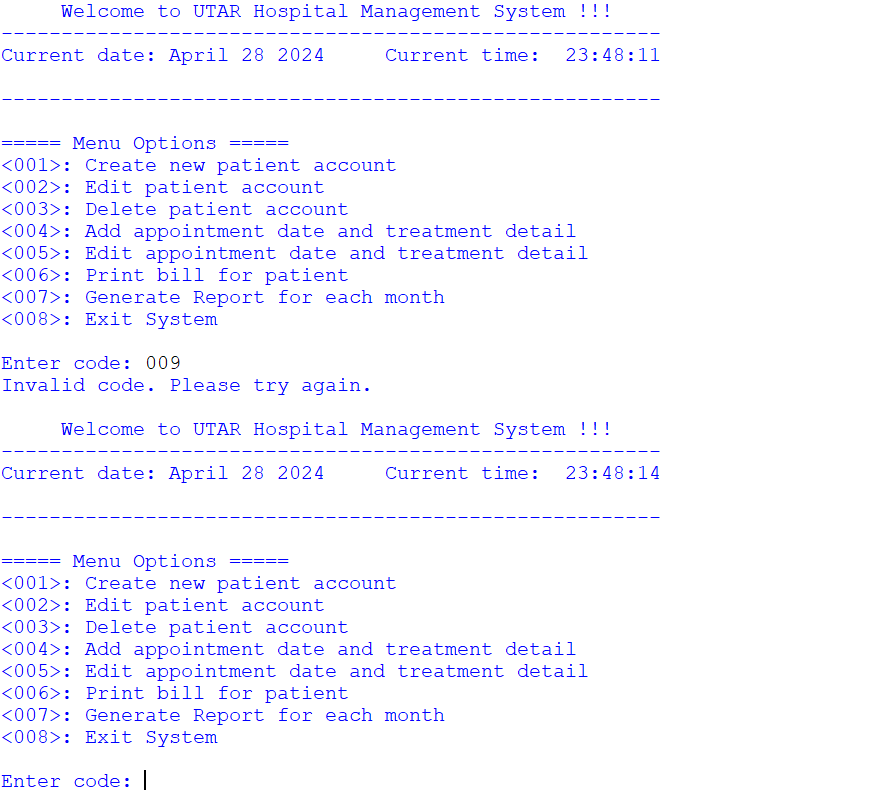 Welcome to UTAR Hospital Management System !!!
-------------------------------------------------------
Current date: April 28 2024     Current time:  23:48:11
-------------------------------------------------------
===== Menu Options =====
<001>: Create new patient account
<002>: Edit patient account
<003>: Delete patient account
<004>: Add appointment date and treatment detail
<005>: Edit appointment date and treatment detail
<006>: Print bill for patient
<007>: Generate Report for each month
<008>: Exit System
Enter code: 009
Invalid code. Please try again.
Welcome to UTAR Hospital Management System !!!
-------------------------------------------------------
Current date: April 28 2024     Current time:  23:48:14
-------------------------------------------------------
===== Menu Options =====
<001>: Create new patient account
<002>: Edit patient account
<003>: Delete patient account
<004>: Add appointment date and treatment detail
<005>: Edit appointment date and treatment detail
<006>: Print bill for patient
<007>: Generate Report for each month
<008>: Exit System
Enter code: